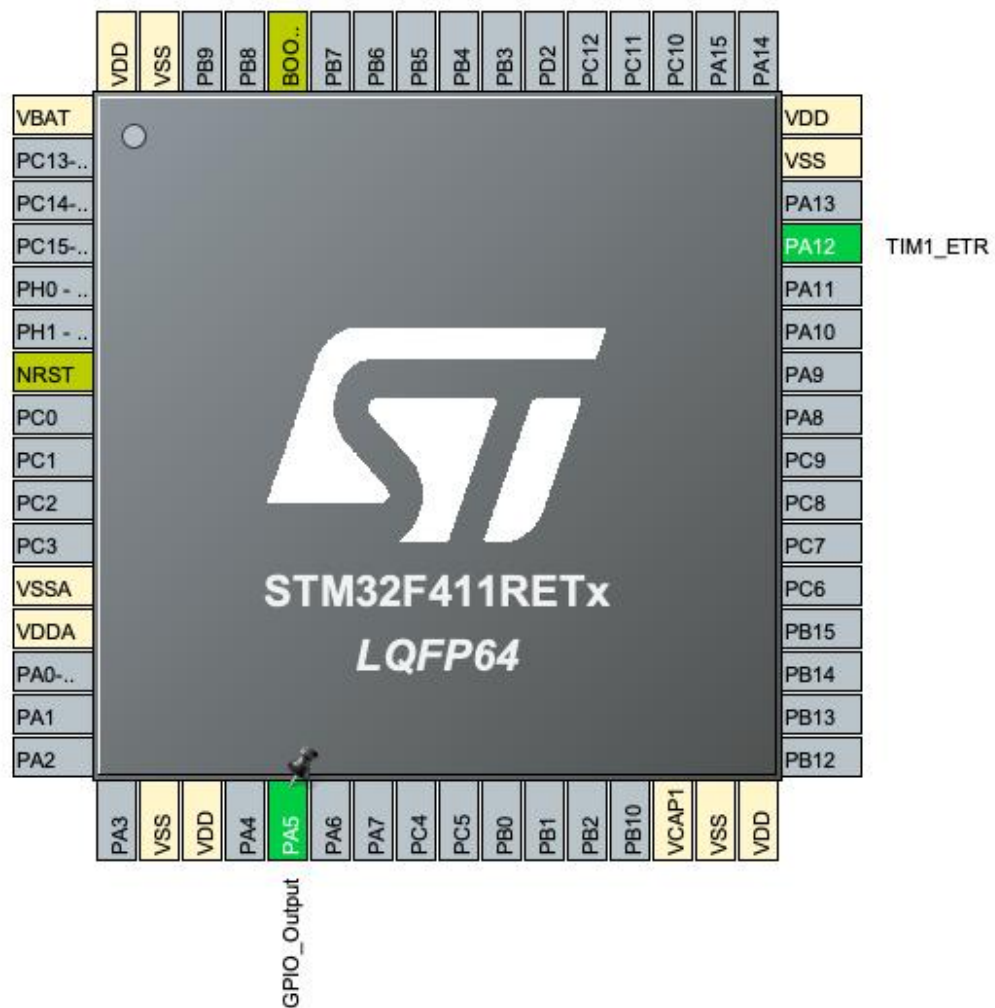 VDD
VSS
PB9
PB8
BOO..
PB7
PB6
PB5
PB4
PB3
PD2
PC12
PC11
PC10
PA15
PA14
VBAT
PC13-..
PC14-..
PC15-..
PH0 - ..
PH1 - ..
NRST
PC0
PC1
PC2
PC3
VSSA
VDDA
PA0-..
PA1
PA2
VDD
VSS
PA13
PA12 TIM1_ETR
PA11
PA10
PA9
PA8
PC9
PC8
PC7
PC6
PB15
PB14
PB13
PB12
STM32F411RETx
LQFP64
PA3
VSS
VDD
PA4
PA5
PA6
PA7
PC4
PC5
PB0
PB1
PB2
PB10
VCAP1
VSS
VDD
GPIO_Output